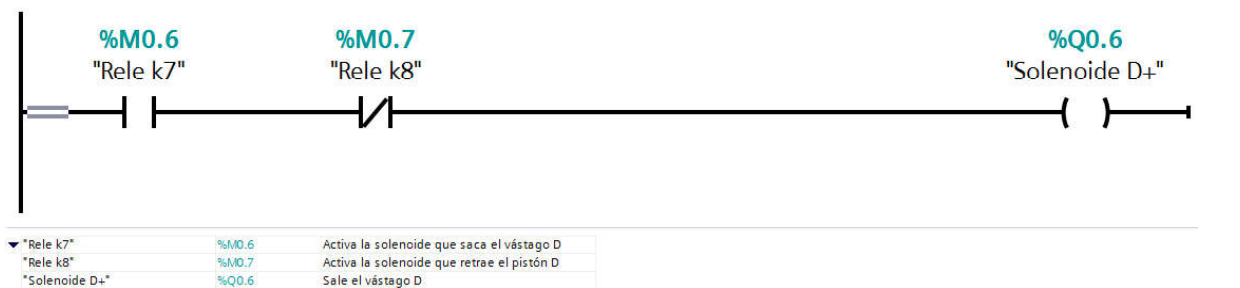 %M0.6 %M0.7 %Q0.6
"Rele k7" "Rele k8" "Solenoide D+"
"Rele k7" %M0.6 Activa la solenoide que saca el vástago D
"Rele k8" %M0.7 Activa la solenoide que retrae el pistón D
"Solenoide D+" %Q0.6 Sale el vástago D